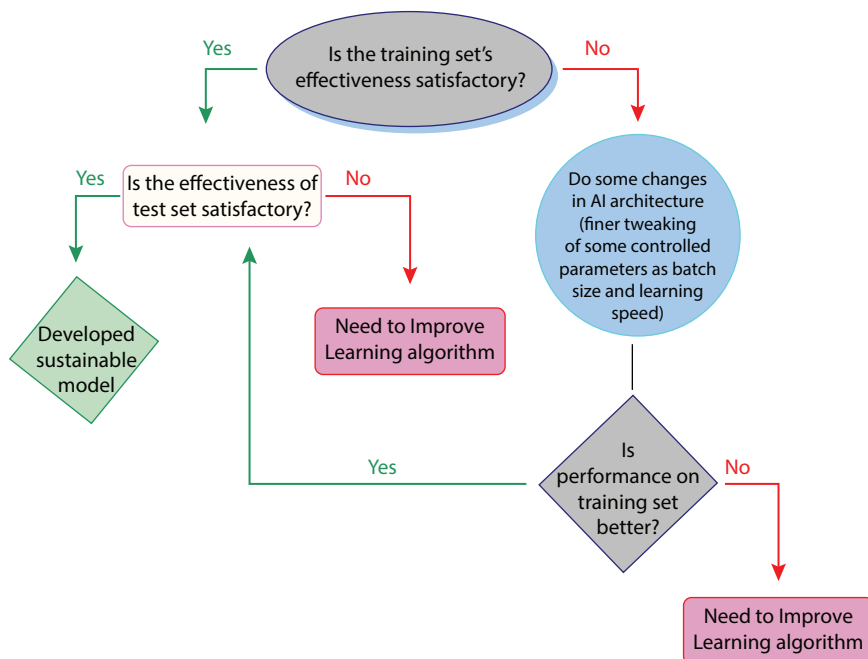 Yes
Is the training set's
effectiveness satisfactory?
No
Yes
Is the effectiveness of
test set satisfactory?
No
Do some changes
in AI architecture
(finer tweaking
of some controlled
parameters as batch
size and learning
speed)
Developed
sustainable
model
Need to Improve
Learning algorithm
Yes
Is
performance on
training set
better?
No
Need to Improve
Learning algorithm